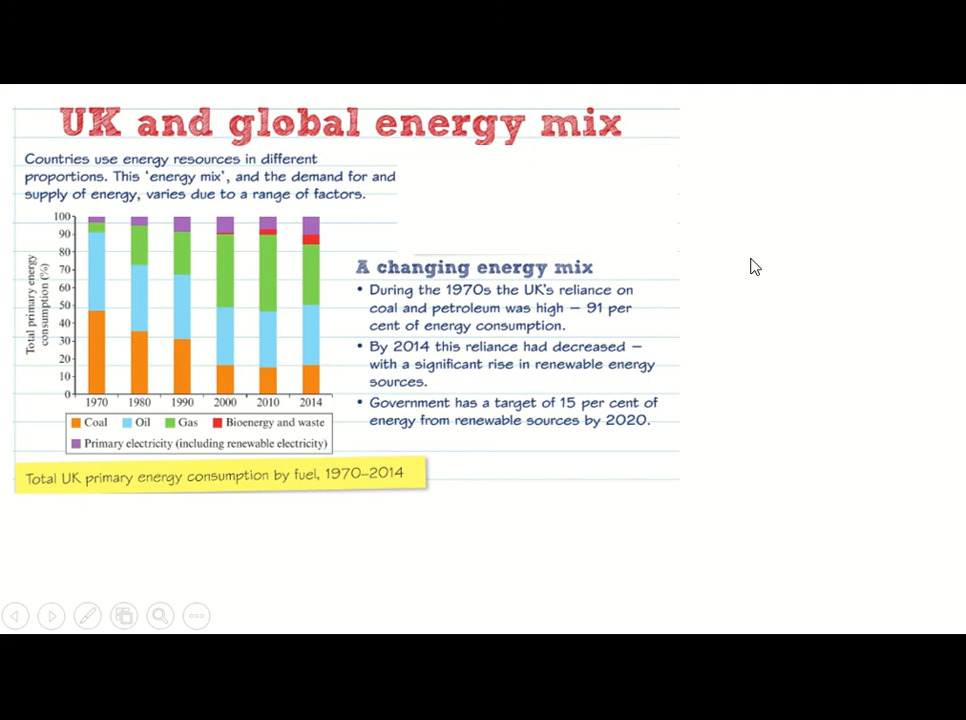 UK and global energy mix
Countries use energy resources in different
proportions. This 'energy mix', and the demand for and
supply of energy, varies due to a range of factors.
Total primary energy
consumption (%)
100
90
80
70
60
50
40
30
20
10
0
1970 1980 1990 2000 2010 2014
Coal Oil Gas Bioenergy and waste
Primary electricity (including renewable electricity)
Total UK primary energy consumption by fuel, 1970–2014
A changing energy mix
• During the 1970s the UK's reliance on
coal and petroleum was high – 91 per
cent of energy consumption.
• By 2014 this reliance had decreased –
with a significant rise in renewable energy
sources.
• Government has a target of 15 per cent of
energy from renewable sources by 2020.